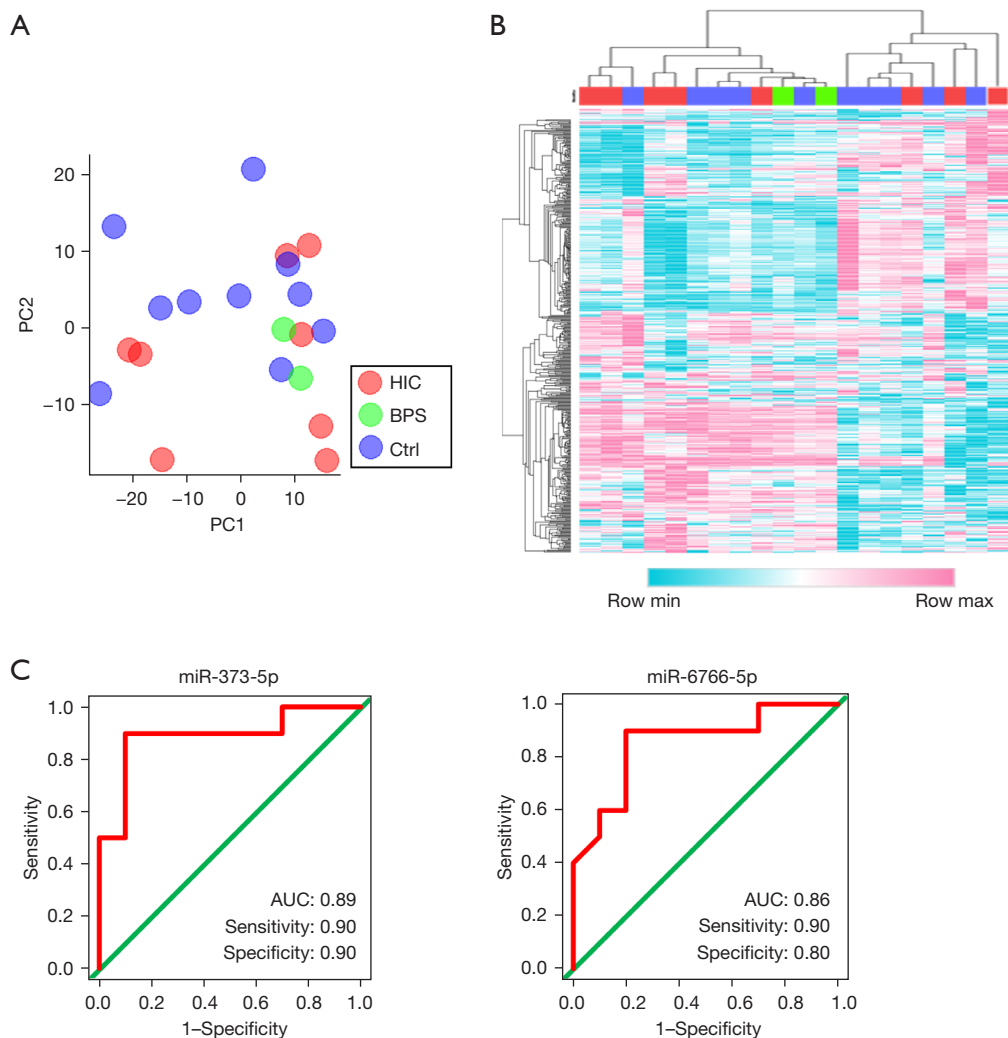 A
20
10
0
−10
PC2
−20
−10
0
10
PC1
HIC
BPS
Ctrl
B
Row min
Row max
C
miR-373-5p
1.0
0.8
0.6
0.4
0.2
0.0
Sensitivity
AUC: 0.89
Sensitivity: 0.90
Specificity: 0.90
0.0
0.2
0.4
0.6
0.8
1.0
1–Specificity
miR-6766-5p
1.0
0.8
0.6
0.4
0.2
0.0
Sensitivity
AUC: 0.86
Sensitivity: 0.90
Specificity: 0.80
0.0
0.2
0.4
0.6
0.8
1.0
1–Specificity